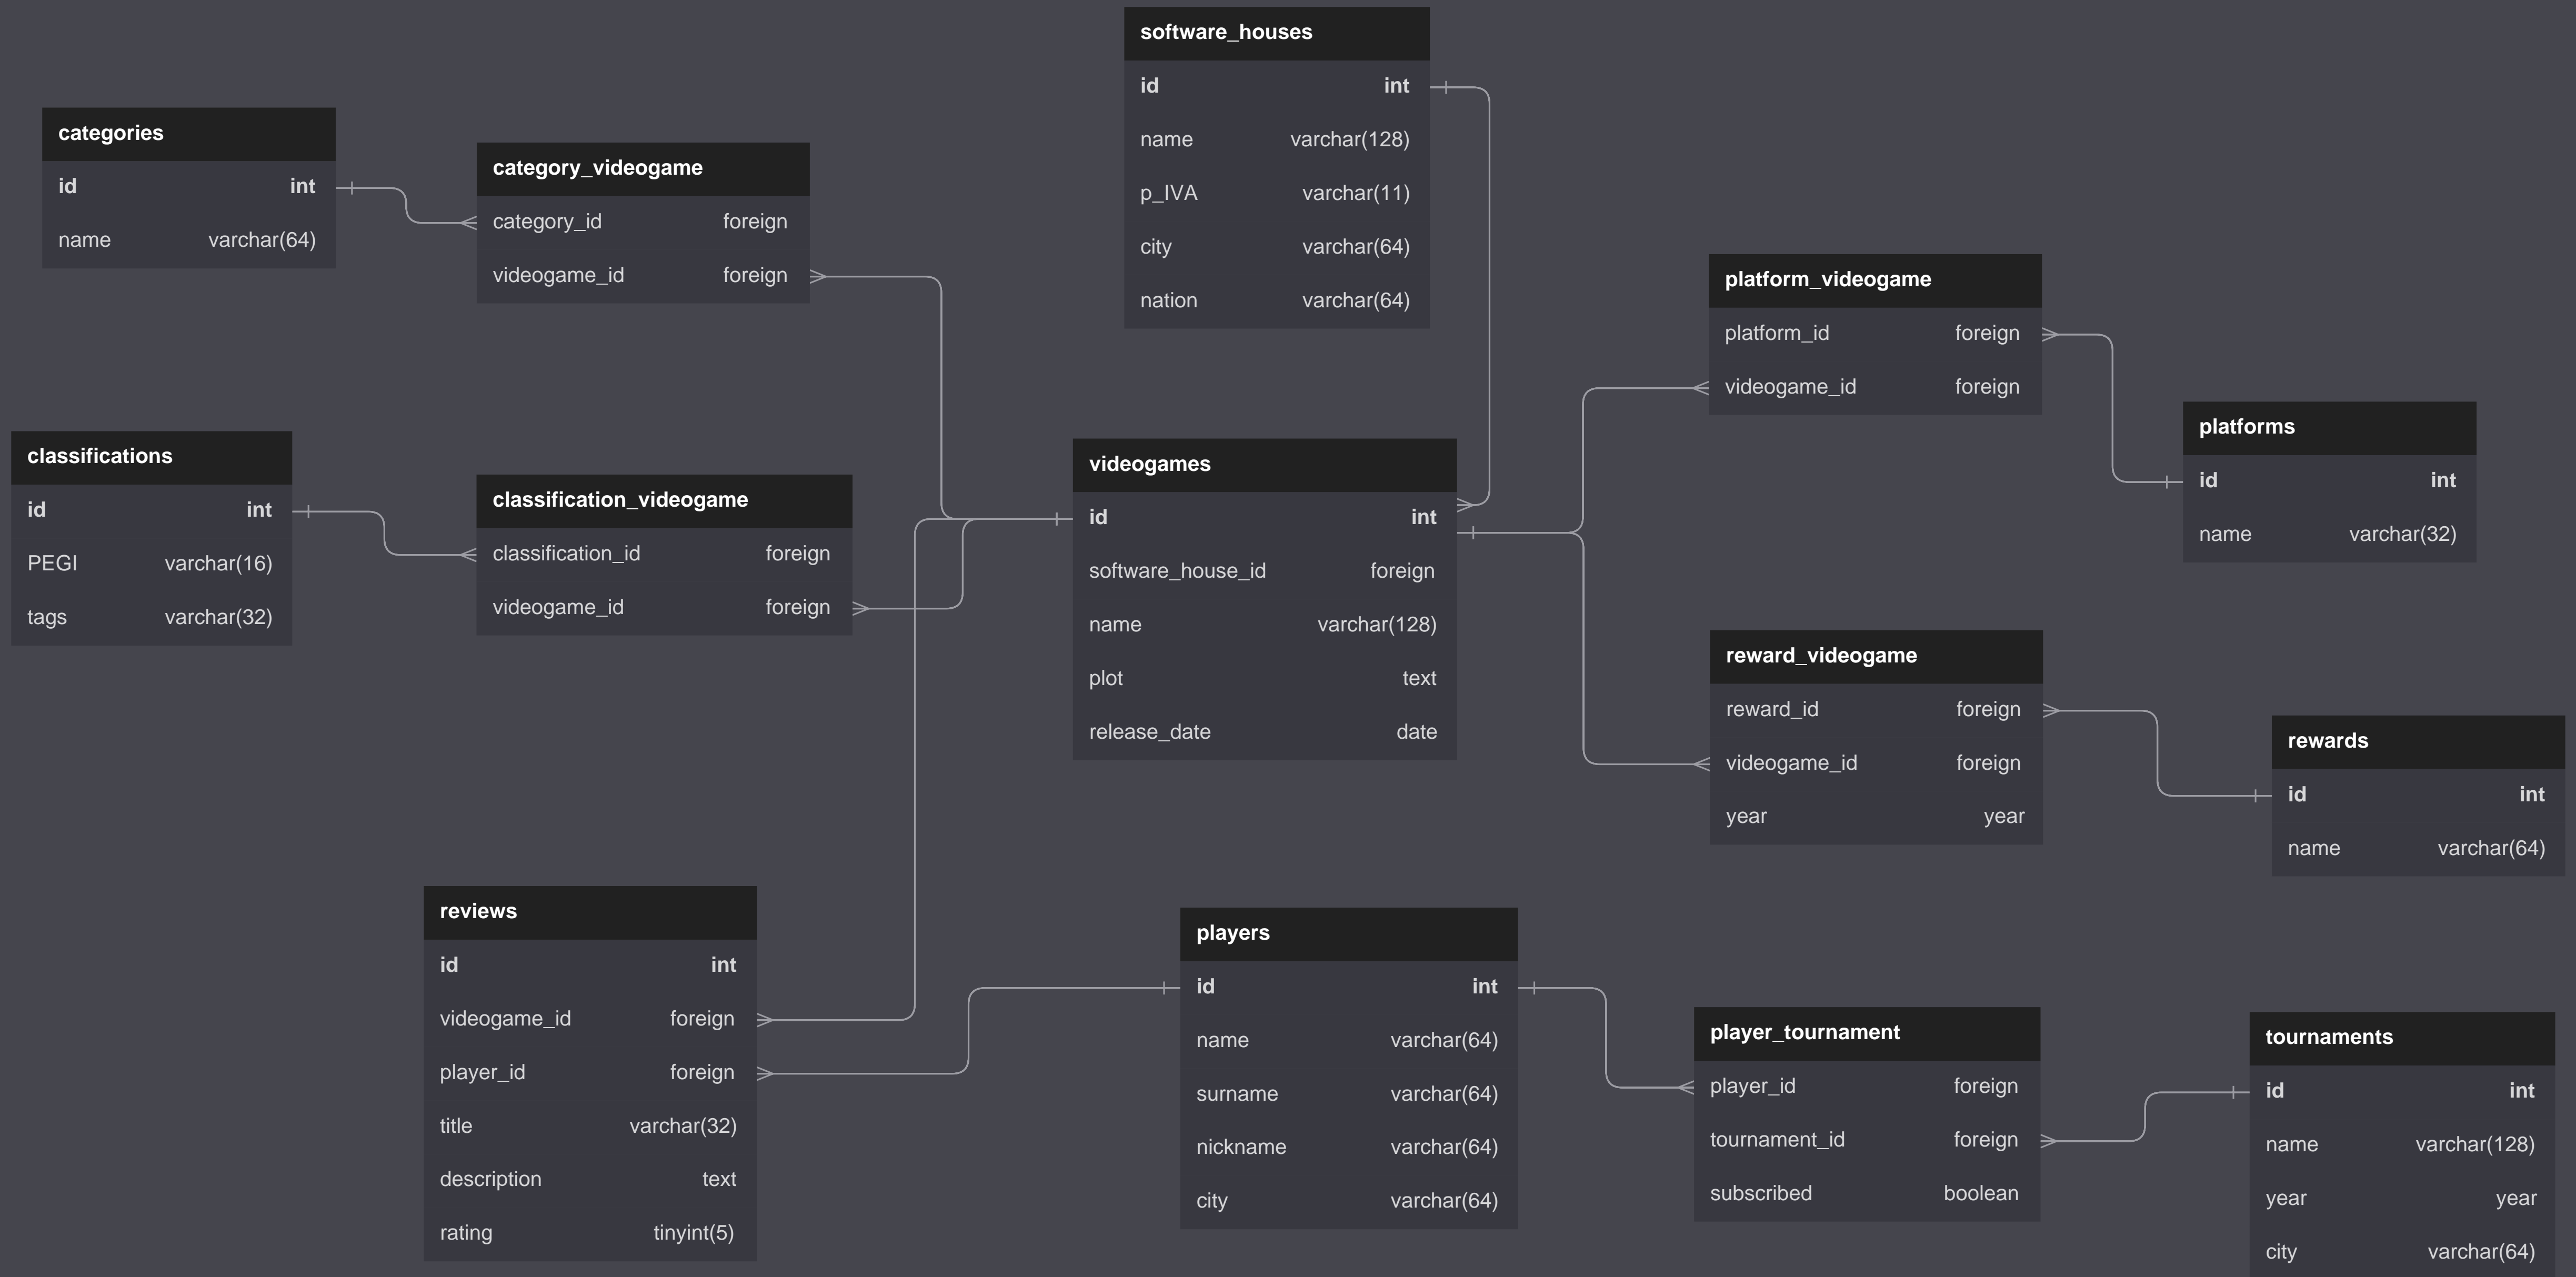 software_houses
id int
name varchar(128)
p_IVA varchar(11)
city varchar(64)
nation varchar(64)
categories
id int
name varchar(64)
category_videogame
category_id foreign
videogame_id foreign
platform_videogame
platform_id foreign
videogame_id foreign
platforms
id int
name varchar(32)
classifications
id int
PEGI varchar(16)
tags varchar(32)
classification_videogame
classification_id foreign
videogame_id foreign
videogames
id int
software_house_id foreign
name varchar(128)
plot text
release_date date
reward_videogame
reward_id foreign
videogame_id foreign
year year
rewards
id int
name varchar(64)
reviews
id int
videogame_id foreign
player_id foreign
title varchar(32)
description text
rating tinyint(5)
players
id int
name varchar(64)
surname varchar(64)
nickname varchar(64)
city varchar(64)
player_tournament
player_id foreign
tournament_id foreign
subscribed boolean
tournaments
id int
name varchar(128)
year year
city varchar(64)